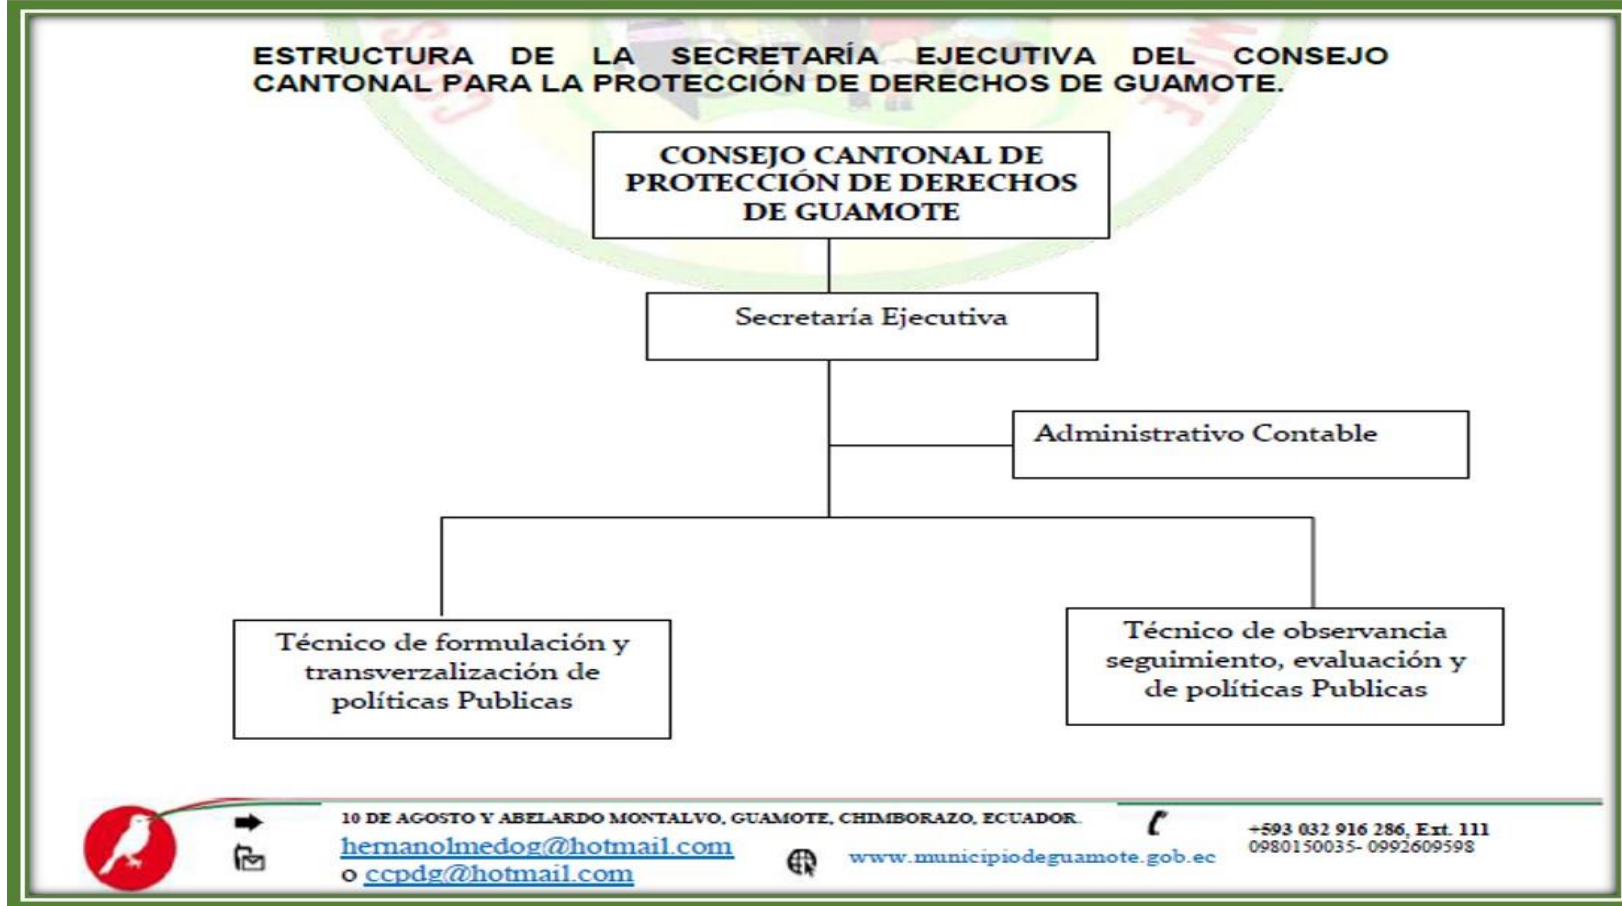 ESTRUCTURA DE LA SECRETARÍA EJECUTIVA DEL CONSEJO
CANTONAL PARA LA PROTECCIÓN DE DERECHOS DE GUAMOTE.
CONSEJO CANTONAL DE
PROTECCIÓN DE DERECHOS
DE GUAMOTE
Secretaría Ejecutiva
Administrativo Contable
Técnico de formulación y
transverzalización de
políticas Publicas
Técnico de observancia
seguimiento, evaluación y
de políticas Publicas
10 DE AGOSTO Y ABELARDO MONTALVO, GUAMOTE, CHIMBORAZO, ECUADOR.
hernanolmedog@hotmail.com
o ccpdg@hotmail.com
www.municipiodeguamote.gob.ec
+593 032 916 286, Ext. 111
0980150035- 0992609598